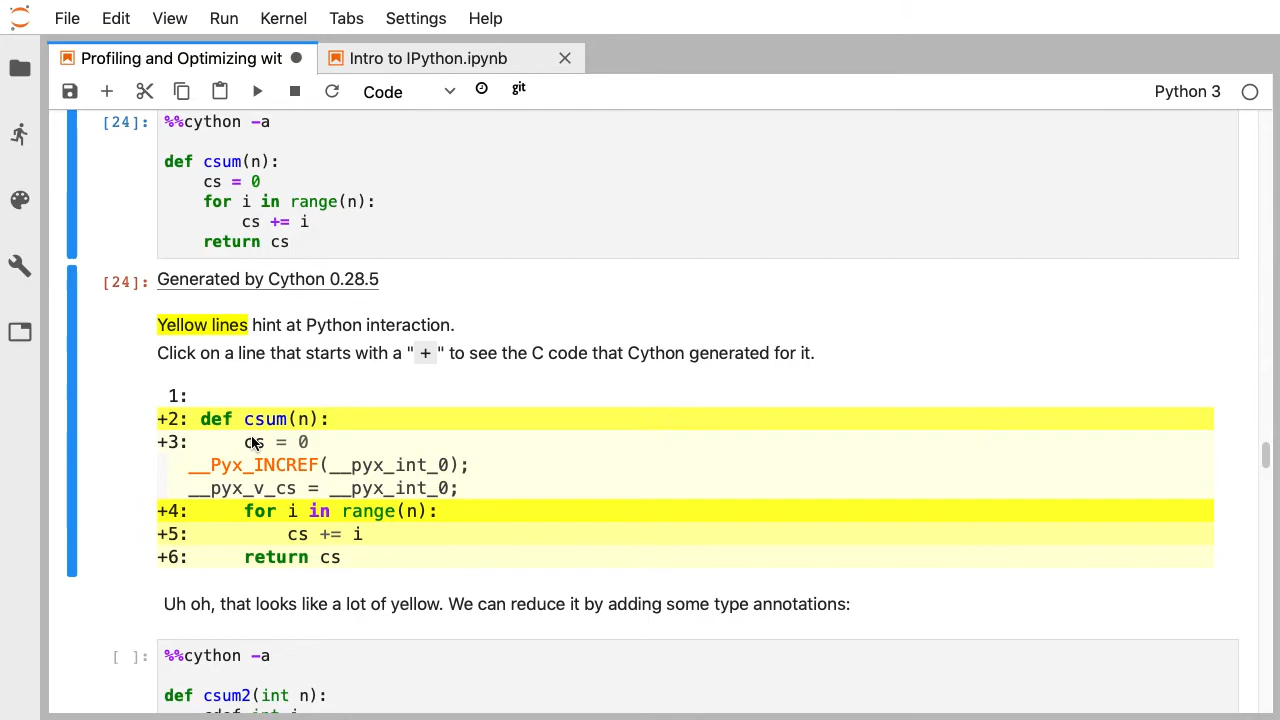 File Edit View Run Kernel Tabs Settings Help
Profiling and Optimizing wit
Intro to IPython.ipynb
Code
git
Python 3
[24]: %%cython -a
def csum(n):
    cs = 0
    for i in range(n):
        cs += i
    return cs
[24]: Generated by Cython 0.28.5
Yellow lines hint at Python interaction.
Click on a line that starts with a "+" to see the C code that Cython generated for it.
1:
+2: def csum(n):
+3:     cs = 0
__Pyx_INCREF(__pyx_int_0);
__pyx_v_cs = __pyx_int_0;
+4:     for i in range(n):
+5:         cs += i
+6:     return cs
Uh oh, that looks like a lot of yellow. We can reduce it by adding some type annotations:
[ ]: %%cython -a
def csum2(int n):